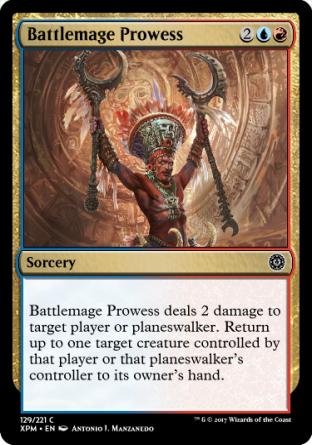 Battlemage Prowess 2
Sorcery
Battlemage Prowess deals 2 damage to
target player or planeswalker. Return
up to one target creature controlled by
that player or that planeswalker's
controller to its owner's hand.
129/221 C
XPM • EN Antonio J. Manzanedo
™ & © 2017 Wizards of the Coast